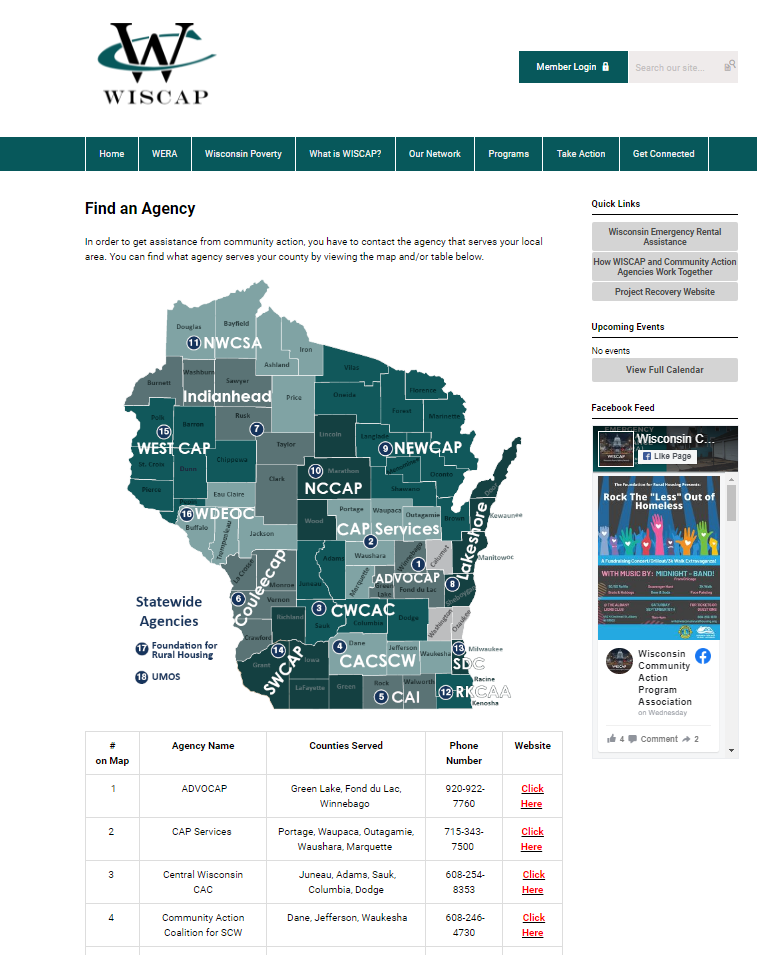 WISCAP
Member Login
Search our site...
Home
WERA
Wisconsin Poverty
What is WISCAP?
Our Network
Programs
Take Action
Get Connected
Find an Agency
In order to get assistance from community action, you have to contact the agency that serves your local
area. You can find what agency serves your county by viewing the map and/or table below.
Douglas
Bayfield
Iron
11 NWCSA
Ashland
Vilas
Burnett
Washburn
Sawyer
Florence
Indianhead
Price
Oneida
Forest
Marinette
Polk
Barron
Rusk
15
7
Taylor
Lincoln
Langlade
WEST CAP
9 NEWCAP
St. Croix
Dunn
Chippewa
Clark
10
Marathon
NCCAP
Oconto
Shawano
Pierce
Eau Claire
16 WDEOC
Buffalo
Trempealeau
Jackson
Wood
Portage
Waupaca
Outagamie
Brown
Kewaunee
CAP Services
2
Waushara
Winnebago
Calumet
Manitowoc
Lakeshore
La Crosse
Monroe
Juneau
Adams
Marquette
Green
Lake
1
ADVOCAP
Fond du Lac
8
6
Couleecap
Vernon
3 CWCAC
Richland
Sauk
Columbia
Dodge
Washington
Ozaukee
Crawford
14
SWCAP
Grant
Iowa
4
Dane
Jefferson
Waukesha
CACSCW
13
Milwaukee
SDC
Lafayette
Green
Rock
Walworth
5 CAI
Racine
12 RKCAA
Kenosha
Statewide
Agencies
17 Foundation for
Rural Housing
18 UMOS
#
on Map
Agency Name
Counties Served
Phone
Number
Website
1
ADVOCAP
Green Lake, Fond du Lac,
Winnebago
920-922-
7760
Click
Here
2
CAP Services
Portage, Waupaca, Outagamie,
Waushara, Marquette
715-343-
7500
Click
Here
3
Central Wisconsin
CAC
Juneau, Adams, Sauk,
Columbia, Dodge
608-254-
8353
Click
Here
4
Community Action
Coalition for SCW
Dane, Jefferson, Waukesha
608-246-
4730
Click
Here
Quick Links
Wisconsin Emergency Rental
Assistance
How WISCAP and Community Action
Agencies Work Together
Project Recovery Website
Upcoming Events
No events
View Full Calendar
Facebook Feed
Wisconsin C...
Like Page
The Foundation for Rural Housing Presents:
Rock The "Less" Out of
Homeless
A Fundraising Concert/Online/5k Walk Extravaganza!
WITH MUSIC BY: MIDNIGHT - BAND!
Wisconsin
Community
Action
Program
Association
on Wednesday
4
Comment
2